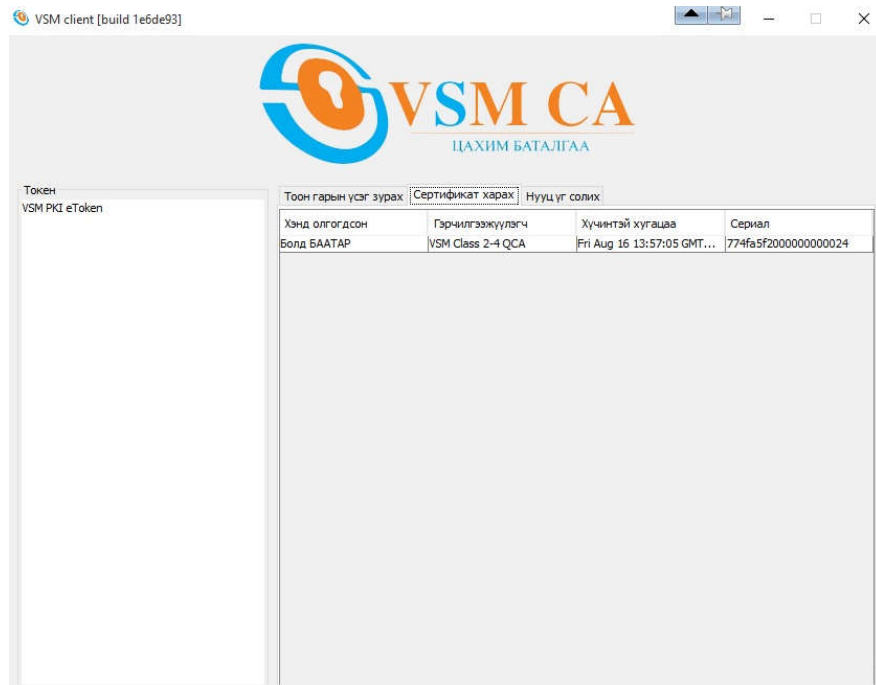 VSM client [build 1e6de93]
VSM CA
ЦАХИМ БАТАЛГАА
Токен
VSM PKI eToken
Тоон гарын үсэг зурах Сертификат харах Нууц үг солих
Хэнд олгогдсон Гэрчилгээжүүлэгч Хүчинтэй хугацаа Сериал
Болд БААТАР VSM Class 2-4 QCA Fri Aug 16 13:57:05 GMT... 774fa5f2000000000024